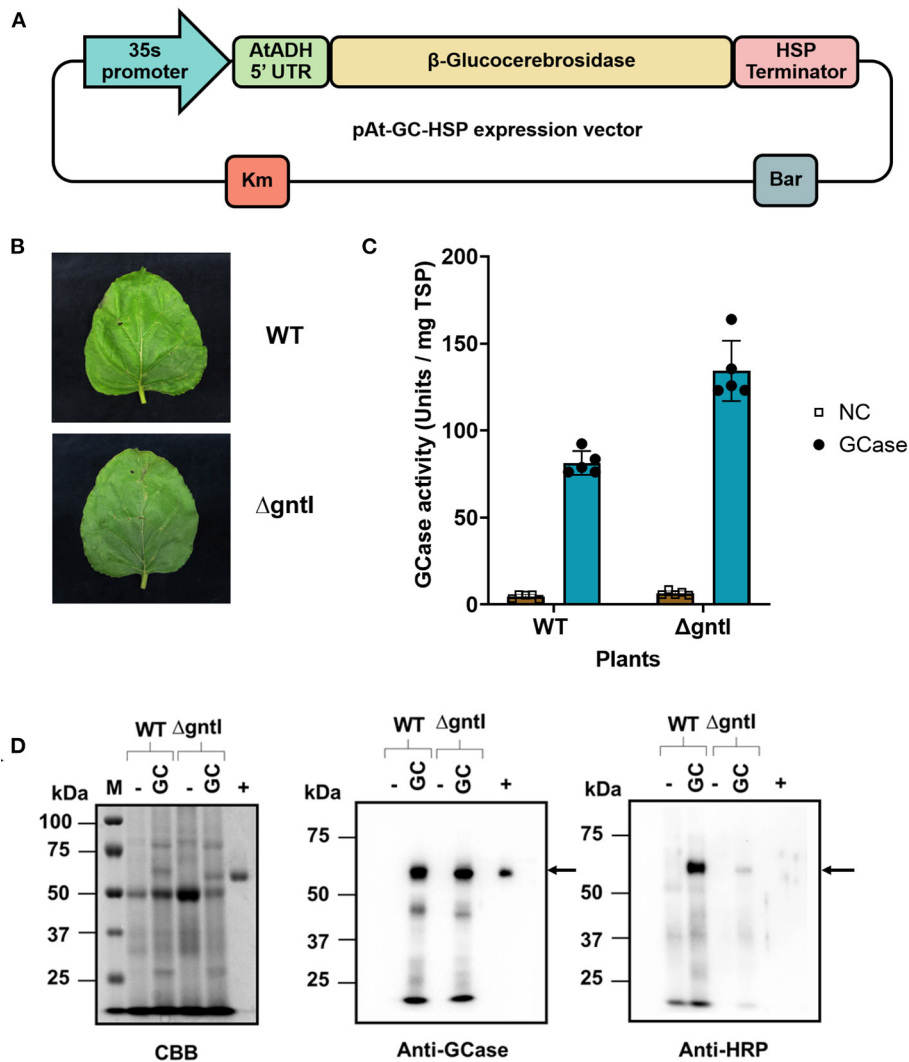 A
35s
promoter
AtADH
5' UTR
β-Glucocerebrosidase
HSP
Terminator
pAt-GC-HSP expression vector
Km
Bar
B
WT
ΔgntI
C
GCase activity (Units / mg TSP)
200
150
100
50
0
WT
ΔgntI
Plants
NC
GCase
D
WT ΔgntI
kDa M - GC - GC +
100
75
50
37
25
CBB
WT ΔgntI
kDa - GC - GC +
75
50
37
25
Anti-GCase
WT ΔgntI
kDa - GC - GC +
75
50
37
25
Anti-HRP